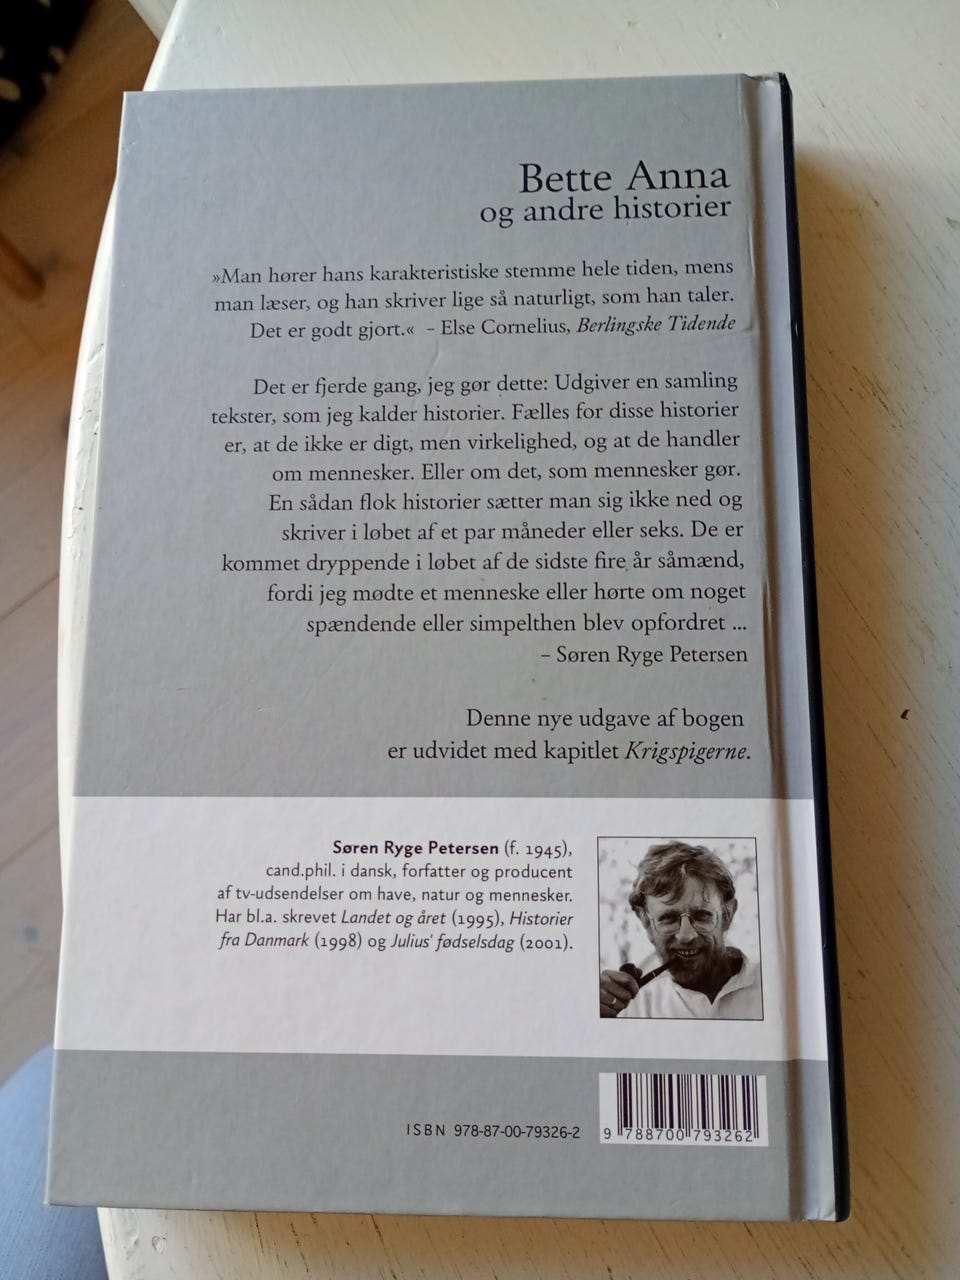 Bette Anna
og andre historier
»Man hører hans karakteristiske stemme hele tiden, mens
man læser, og han skriver lige så naturligt, som han taler.
Det er godt gjort.« – Else Cornelius, Berlingske Tidende
Det er fjerde gang, jeg gør dette: Udgiver en samling
tekster, som jeg kalder historier. Fælles for disse historier
er, at de ikke er digt, men virkelighed, og at de handler
om mennesker. Eller om det, som mennesker gør.
En sådan flok historier sætter man sig ikke ned og
skriver i løbet af et par måneder eller seks. De er
kommet dryppende i løbet af de sidste fire år såmænd,
fordi jeg mødte et menneske eller hørte om noget
spændende eller simpelthen blev opfordret ...
– Søren Ryge Petersen
Denne nye udgave af bogen
er udvidet med kapitlet Krigspigerne.
Søren Ryge Petersen (f. 1945),
cand.phil. i dansk, forfatter og producent
af tv-udsendelser om have, natur og mennesker.
Har bl.a. skrevet Landet og året (1995), Historier
fra Danmark (1998) og Julius' fødselsdag (2001).
ISBN 978-87-00-79326-2
9 788700 793262